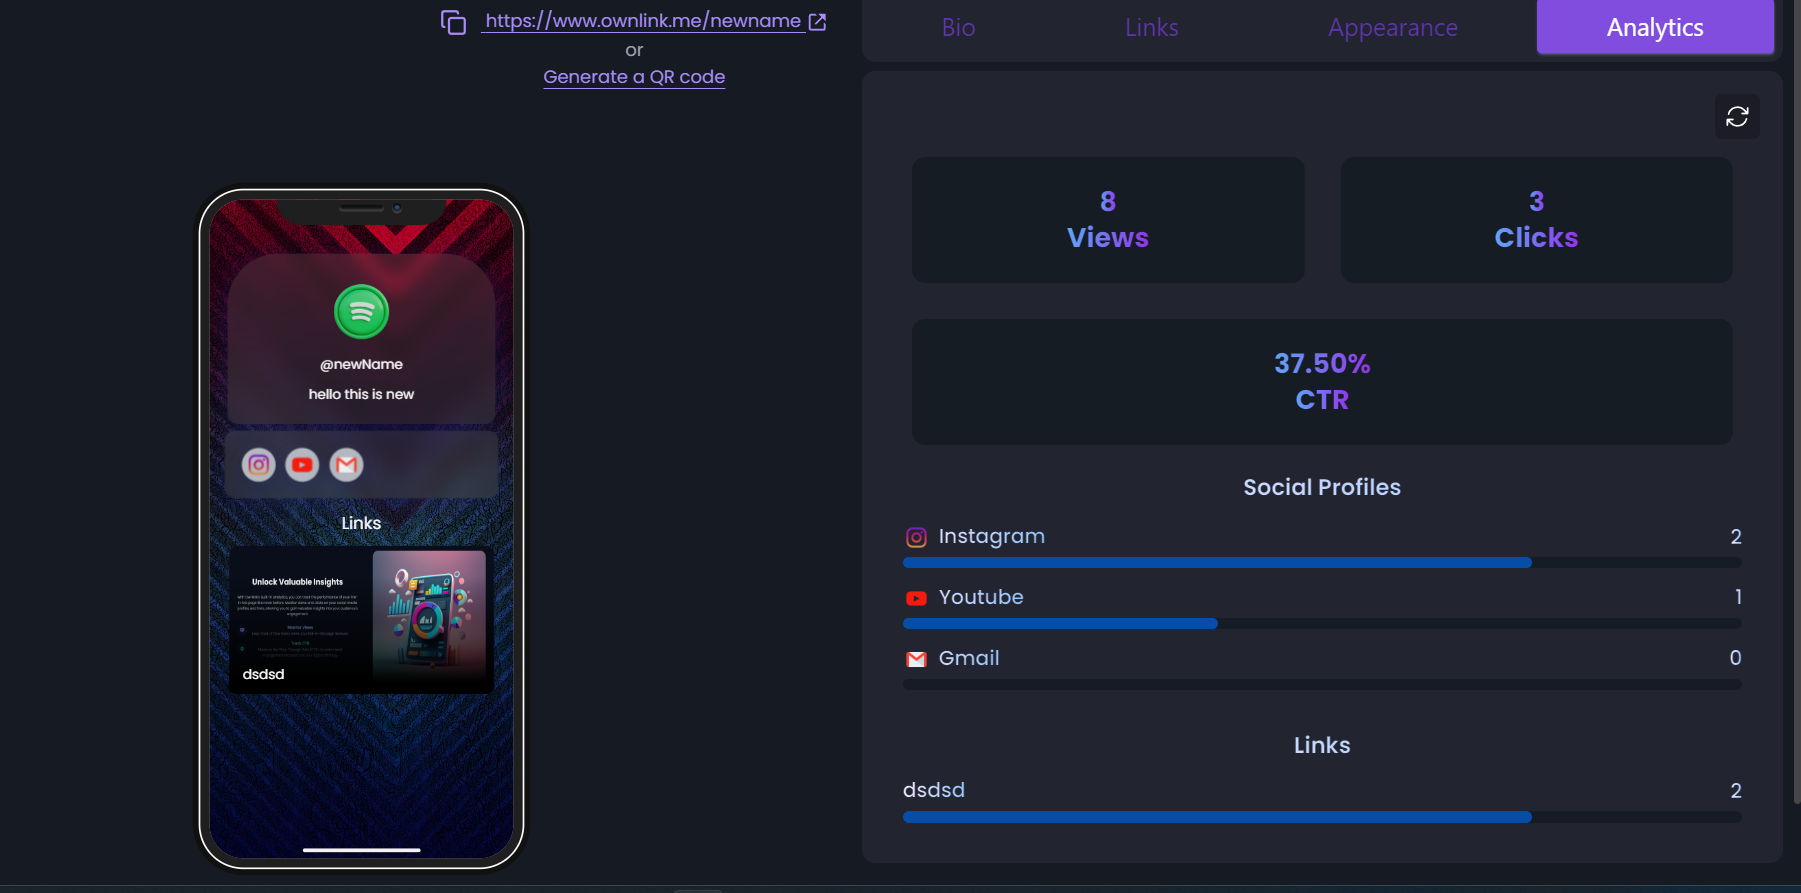 https://www.ownlink.me/newname
or
Generate a QR code
Bio
Links
Appearance
Analytics
8
Views
3
Clicks
37.50%
CTR
Social Profiles
Instagram 2
Youtube 1
Gmail 0
Links
dsdsd 2
@newName
hello this is new
Links
Unlock Valuable Insights
dsdsd